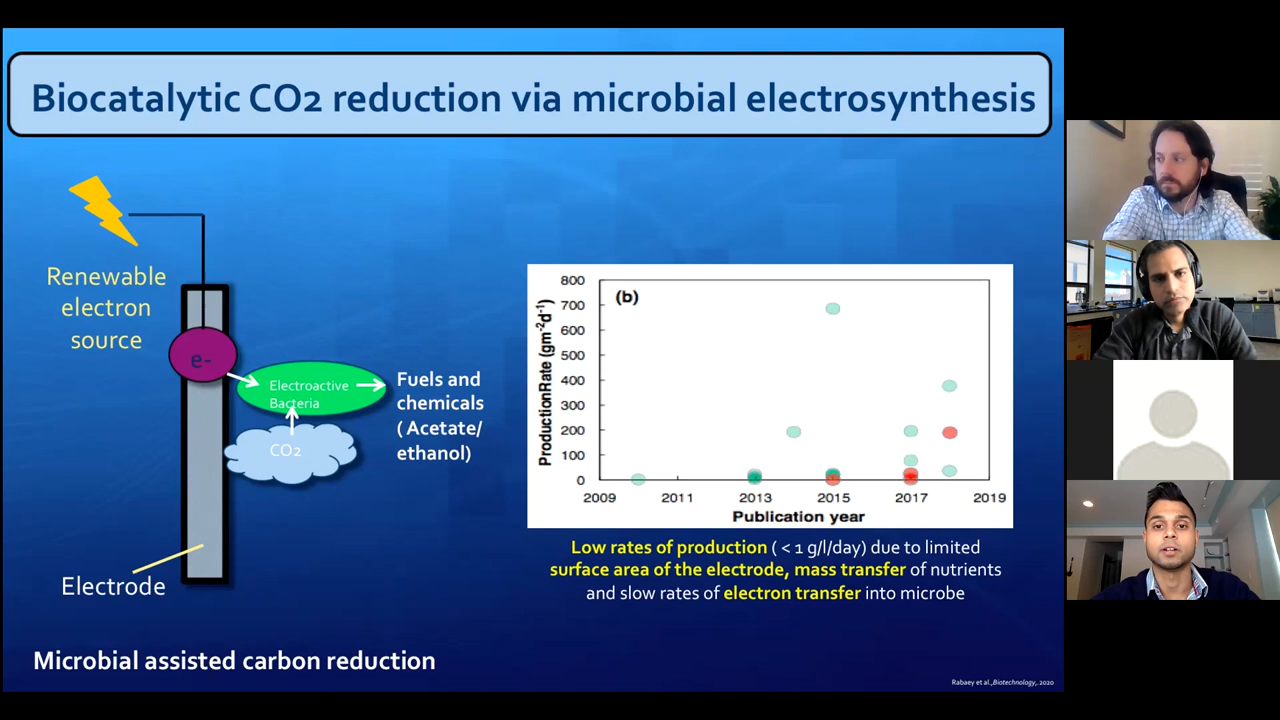 Biocatalytic CO2 reduction via microbial electrosynthesis
Renewable
electron
source
e-
Electroactive
Bacteria
CO2
Fuels and
chemicals
( Acetate/
ethanol)
Electrode
(b)
ProductionRate (gm-2d-1)
800
700
600
500
400
300
200
100
0
2009 2011 2013 2015 2017 2019
Publication year
Low rates of production ( < 1 g/l/day) due to limited
surface area of the electrode, mass transfer of nutrients
and slow rates of electron transfer into microbe
Microbial assisted carbon reduction
Rabaey et al.,Biotechnology,. 2020